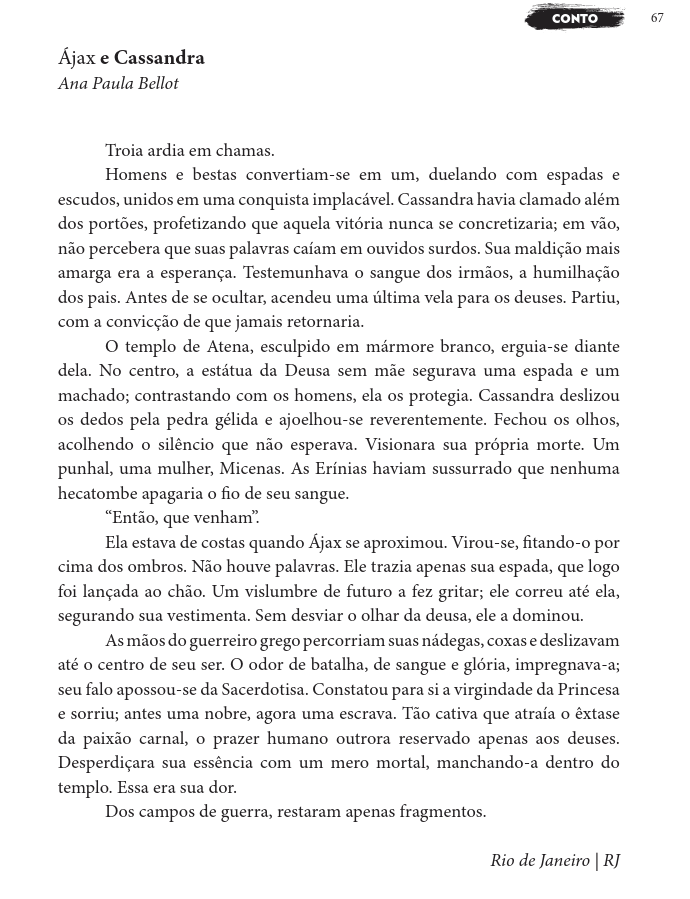 CONTO 67
Ájax e Cassandra
Ana Paula Bellot
Troia ardia em chamas.
Homens e bestas convertiam-se em um, duelando com espadas e
escudos, unidos em uma conquista implacável. Cassandra havia clamado além
dos portões, profetizando que aquela vitória nunca se concretizaria; em vão,
não percebera que suas palavras caíam em ouvidos surdos. Sua maldição mais
amarga era a esperança. Testemunhava o sangue dos irmãos, a humilhação
dos pais. Antes de se ocultar, acendeu uma última vela para os deuses. Partiu,
com a convicção de que jamais retornaria.
O templo de Atena, esculpido em mármore branco, erguia-se diante
dela. No centro, a estátua da Deusa sem mãe segurava uma espada e um
machado; contrastando com os homens, ela os protegia. Cassandra deslizou
os dedos pela pedra gélida e ajoelhou-se reverentemente. Fechou os olhos,
acolhendo o silêncio que não esperava. Visionara sua própria morte. Um
punhal, uma mulher, Micenas. As Erínias haviam sussurrado que nenhuma
hecatombe apagaria o fio de seu sangue.
“Então, que venham”.
Ela estava de costas quando Ájax se aproximou. Virou-se, fitando-o por
cima dos ombros. Não houve palavras. Ele trazia apenas sua espada, que logo
foi lançada ao chão. Um vislumbre de futuro a fez gritar; ele correu até ela,
segurando sua vestimenta. Sem desviar o olhar da deusa, ele a dominou.
As mãos do guerreiro grego percorriam suas nádegas, coxas e deslizavam
até o centro de seu ser. O odor de batalha, de sangue e glória, impregnava-a;
seu falo apossou-se da Sacerdotisa. Constatou para si a virgindade da Princesa
e sorriu; antes uma nobre, agora uma escrava. Tão cativa que atraía o êxtase
da paixão carnal, o prazer humano outrora reservado apenas aos deuses.
Desperdiçara sua essência com um mero mortal, manchando-a dentro do
templo. Essa era sua dor.
Dos campos de guerra, restaram apenas fragmentos.
Rio de Janeiro | RJ